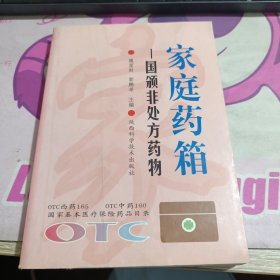 家庭药箱
—国颁非处方药物
主编
陕西科学技术出版社
OTC西药165 OTC中药160
国家基本医疗保险药品目录
OTC